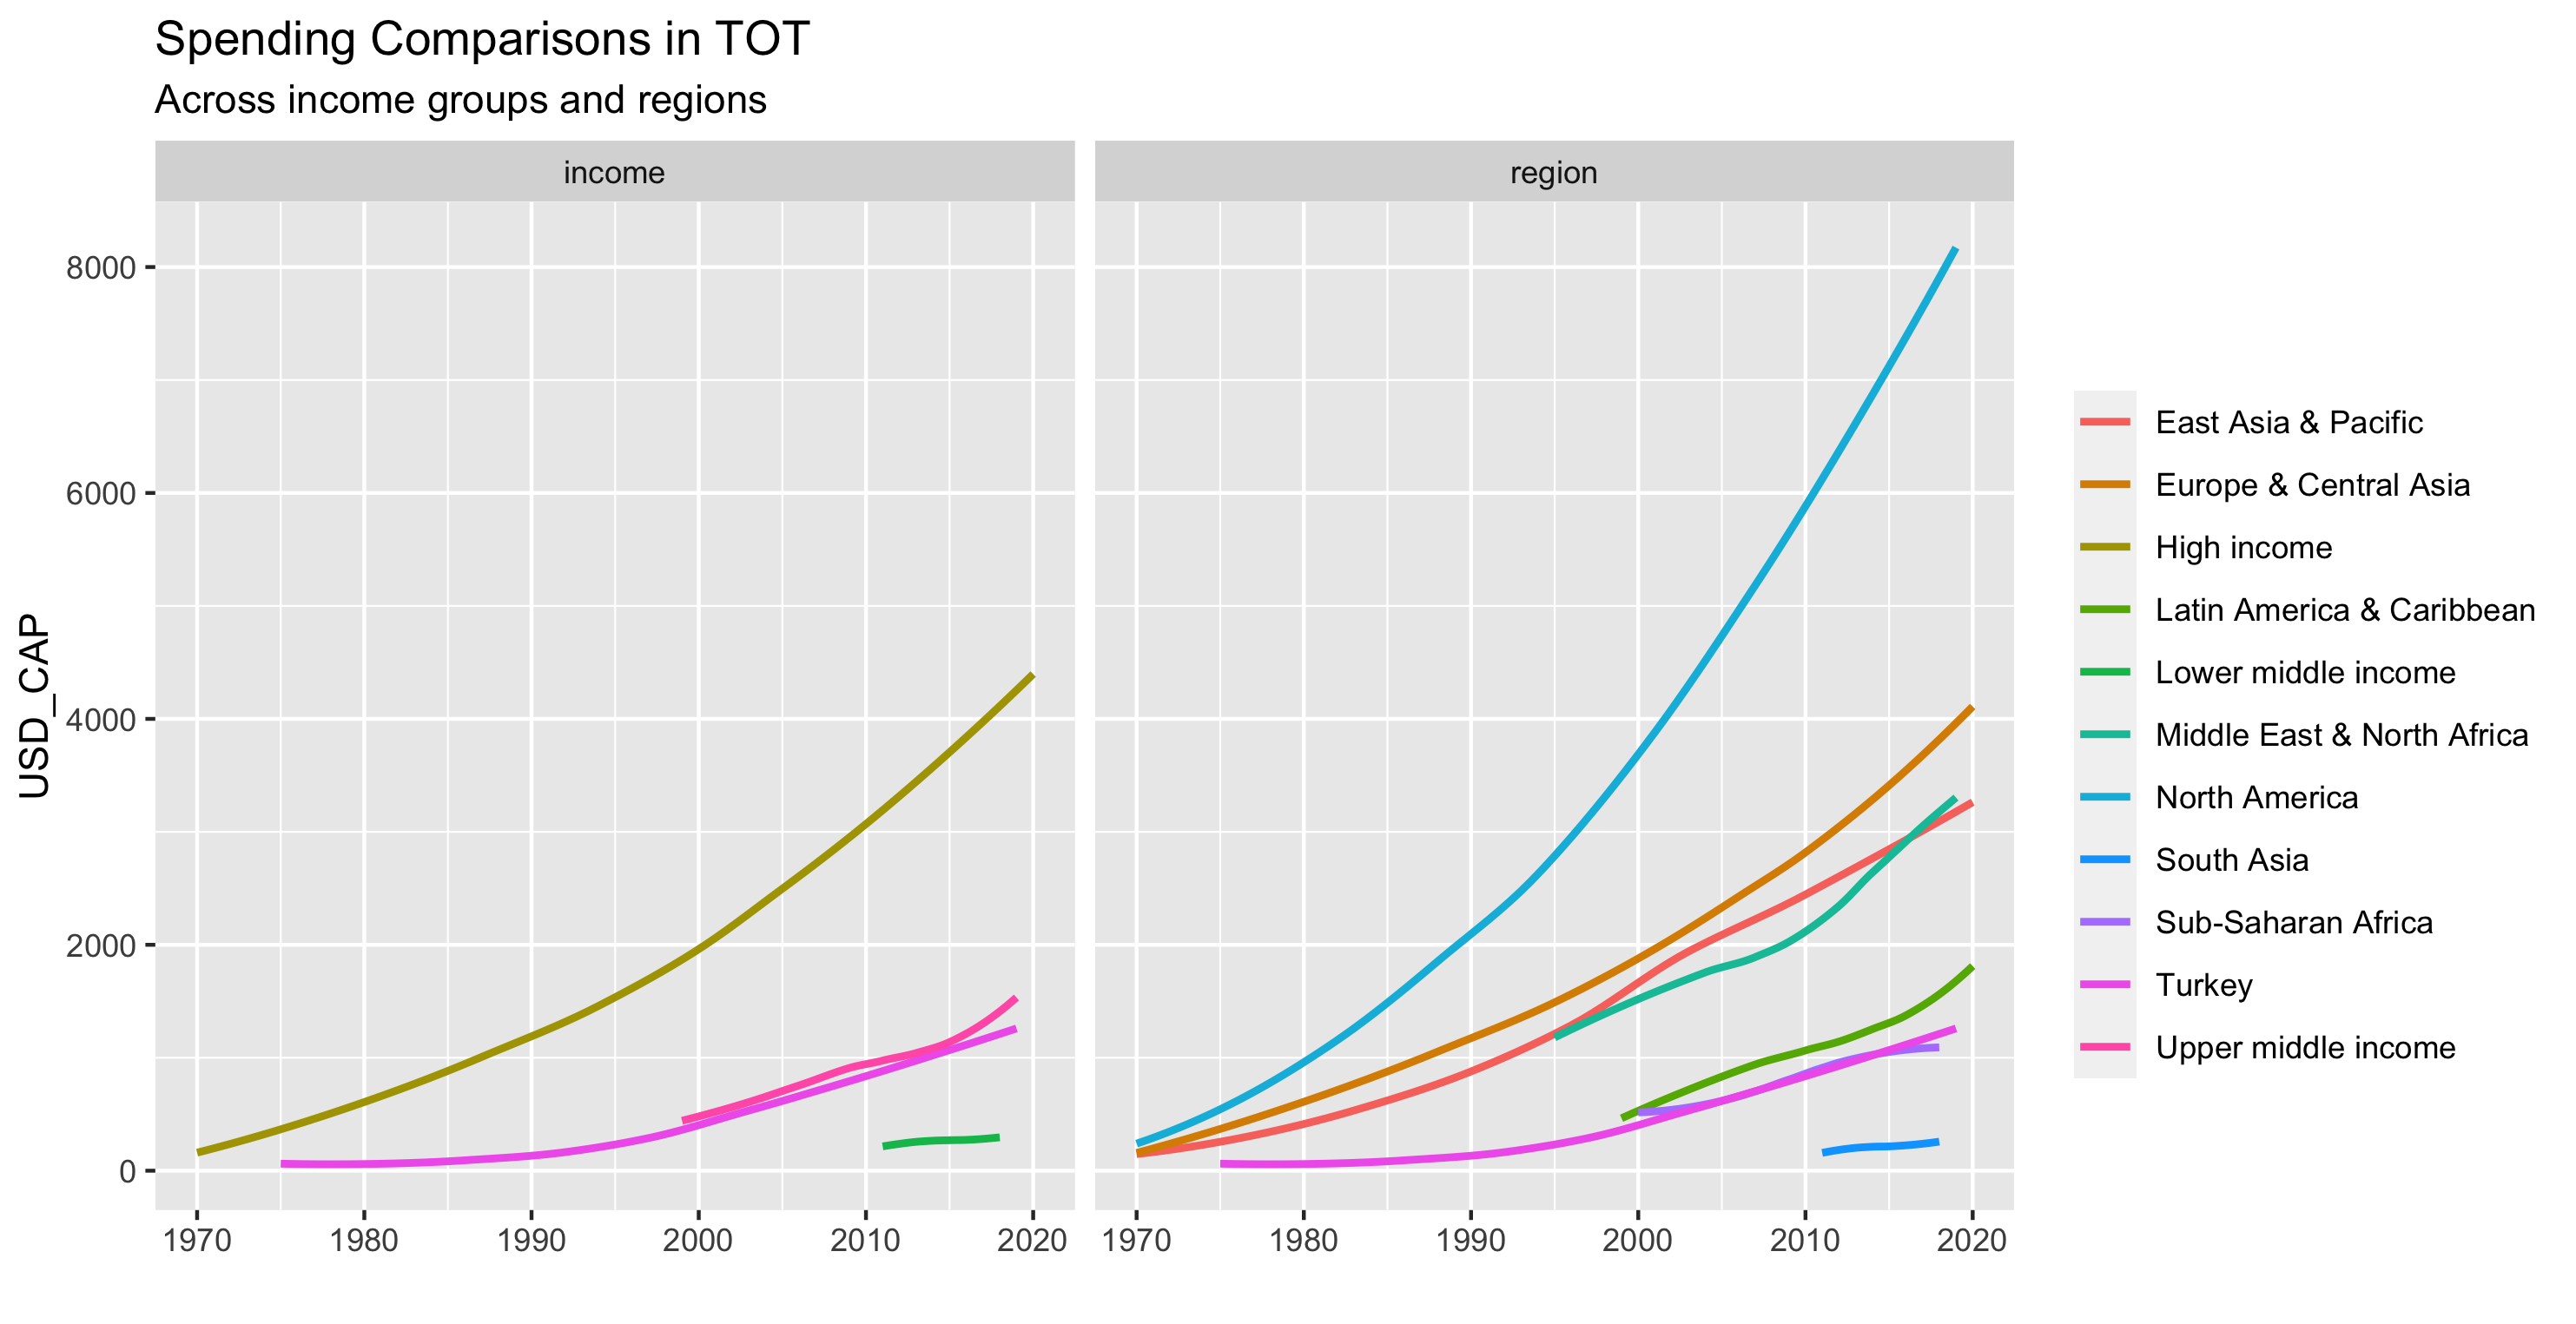 Spending Comparisons in TOT
Across income groups and regions
income
region
USD_CAP
8000
6000
4000
2000
0
1970 1980 1990 2000 2010 2020
1970 1980 1990 2000 2010 2020
East Asia & Pacific
Europe & Central Asia
High income
Latin America & Caribbean
Lower middle income
Middle East & North Africa
North America
South Asia
Sub-Saharan Africa
Turkey
Upper middle income